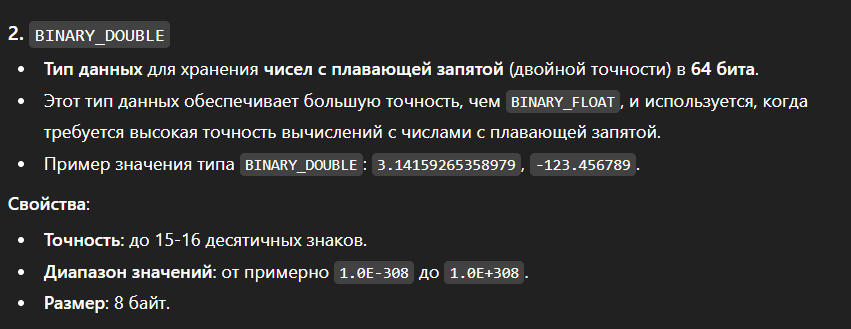 2. BINARY_DOUBLE
• Тип данных для хранения чисел с плавающей запятой (двойной точности) в 64 бита.
• Этот тип данных обеспечивает большую точность, чем BINARY_FLOAT, и используется, когда
требуется высокая точность вычислений с числами с плавающей запятой.
• Пример значения типа BINARY_DOUBLE: 3.14159265358979, -123.456789.
Свойства:
• Точность: до 15-16 десятичных знаков.
• Диапазон значений: от примерно 1.0E-308 до 1.0E+308.
• Размер: 8 байт.